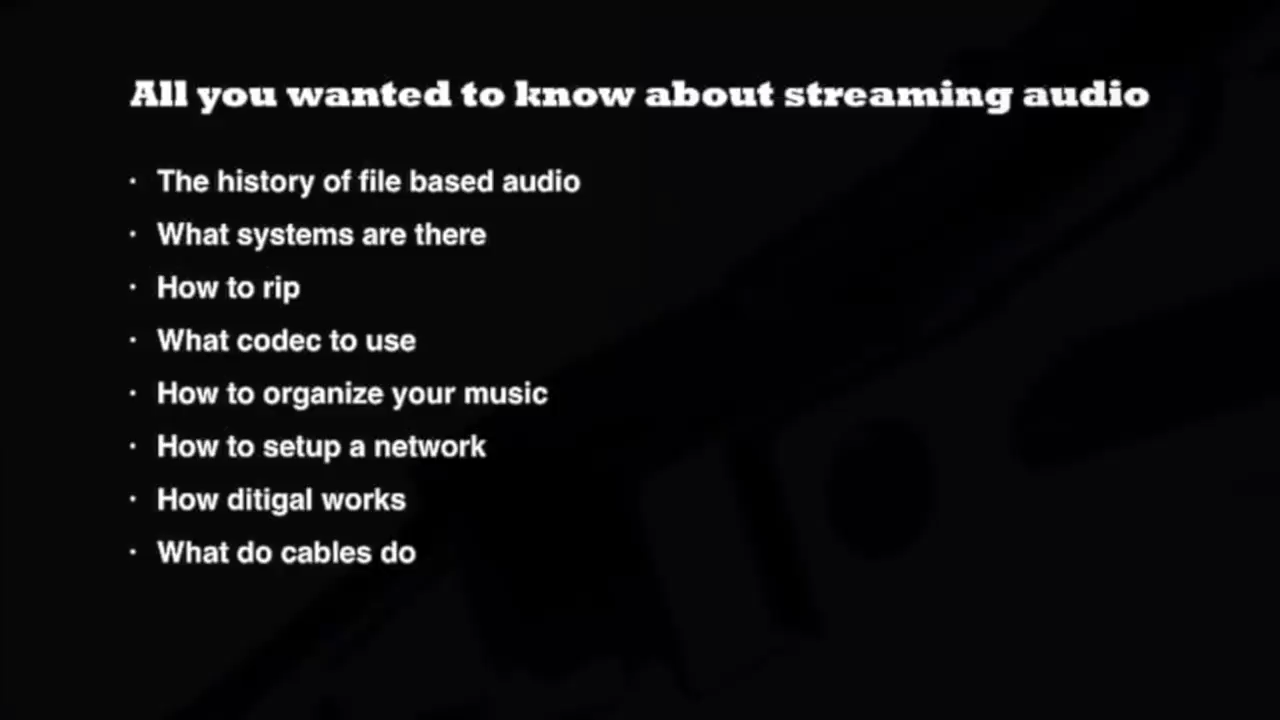 All you wanted to know about streaming audio
· The history of file based audio
· What systems are there
· How to rip
· What codec to use
· How to organize your music
· How to setup a network
· How ditigal works
· What do cables do